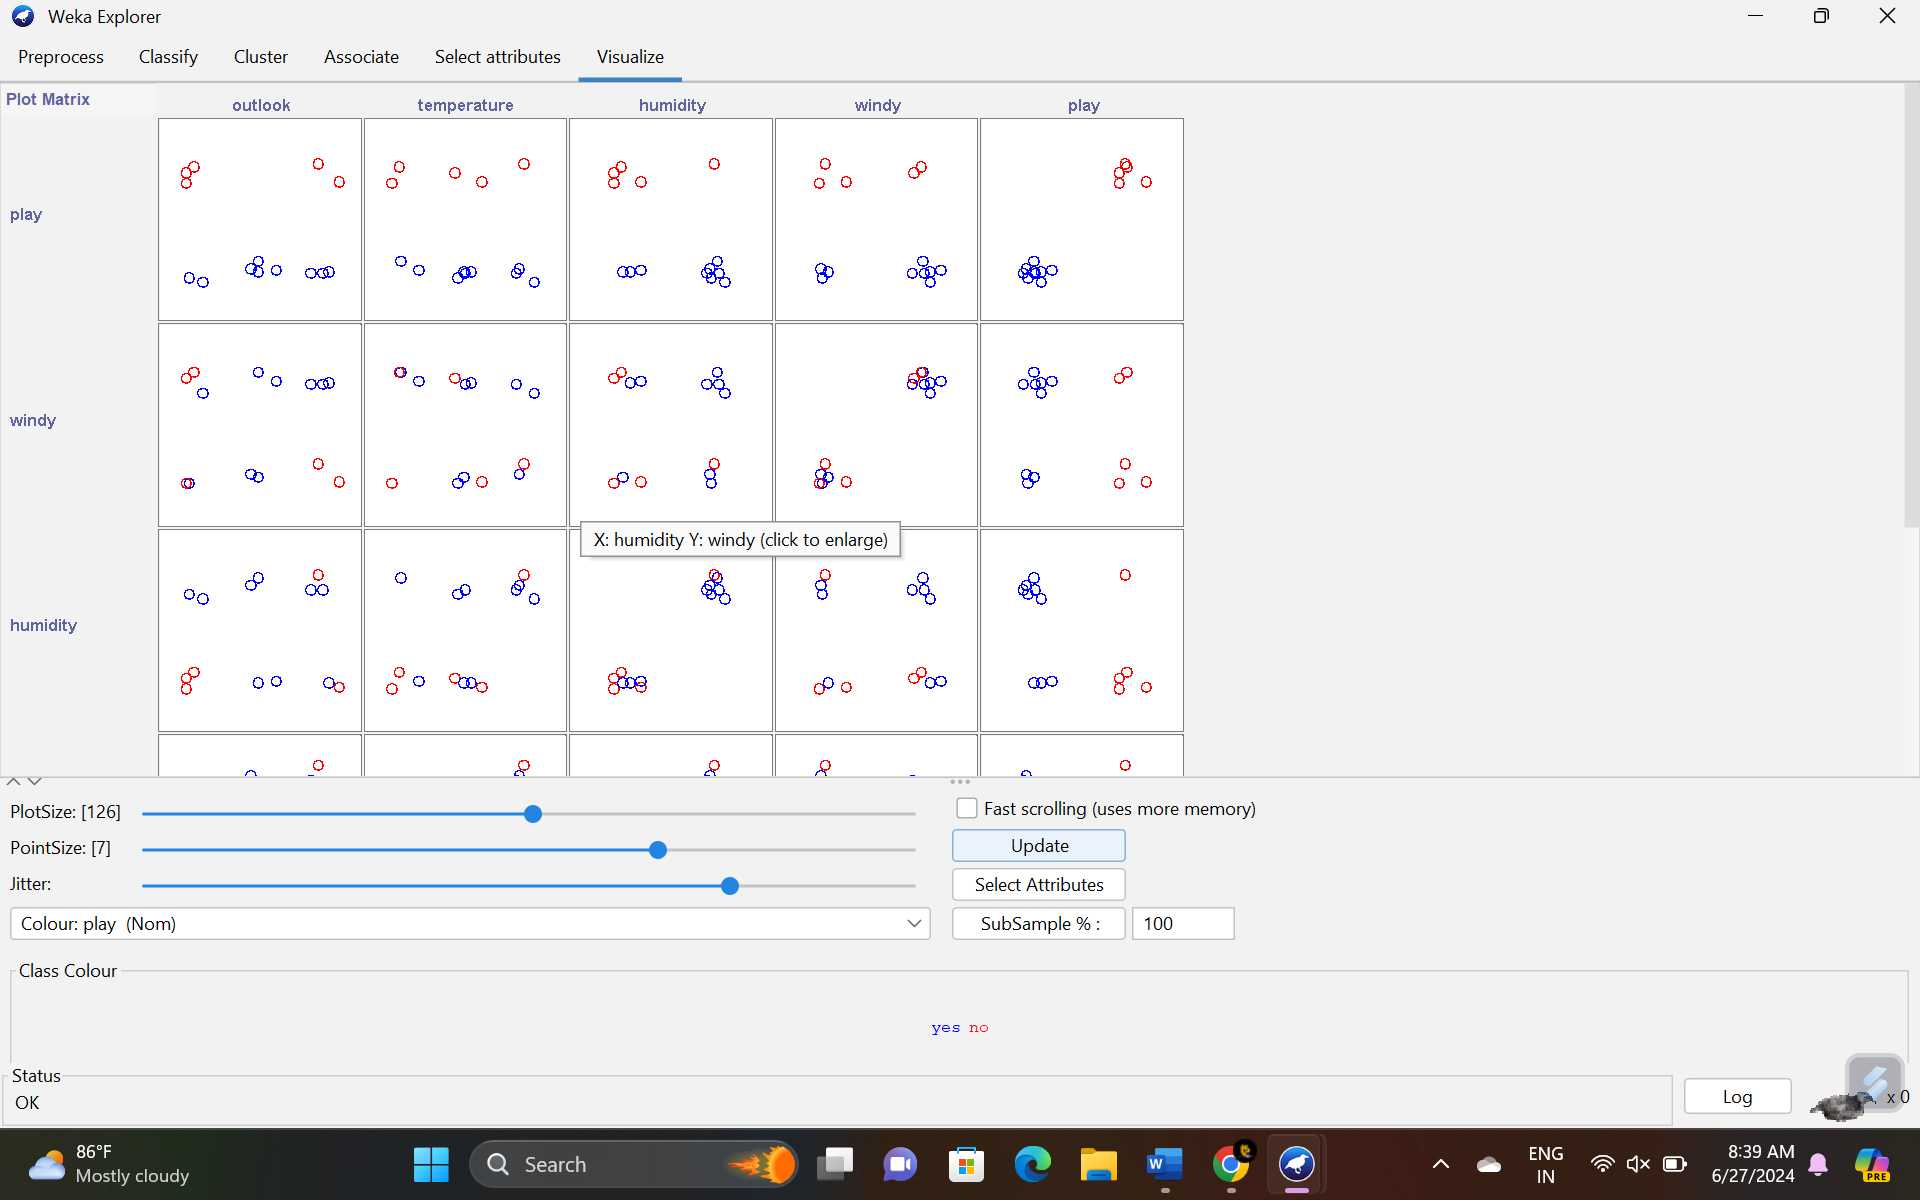 Weka Explorer
Preprocess Classify Cluster Associate Select attributes Visualize
Plot Matrix
outlook temperature humidity windy play
play
windy
X: humidity Y: windy (click to enlarge)
humidity
PlotSize: [126]
Fast scrolling (uses more memory)
PointSize: [7]
Update
Jitter:
Select Attributes
Colour: play (Nom)
SubSample % :
100
Class Colour
yes no
Status
OK
Log
x 0
86°F
Mostly cloudy
Search
W
ENG
IN
8:39 AM
6/27/2024
PRE